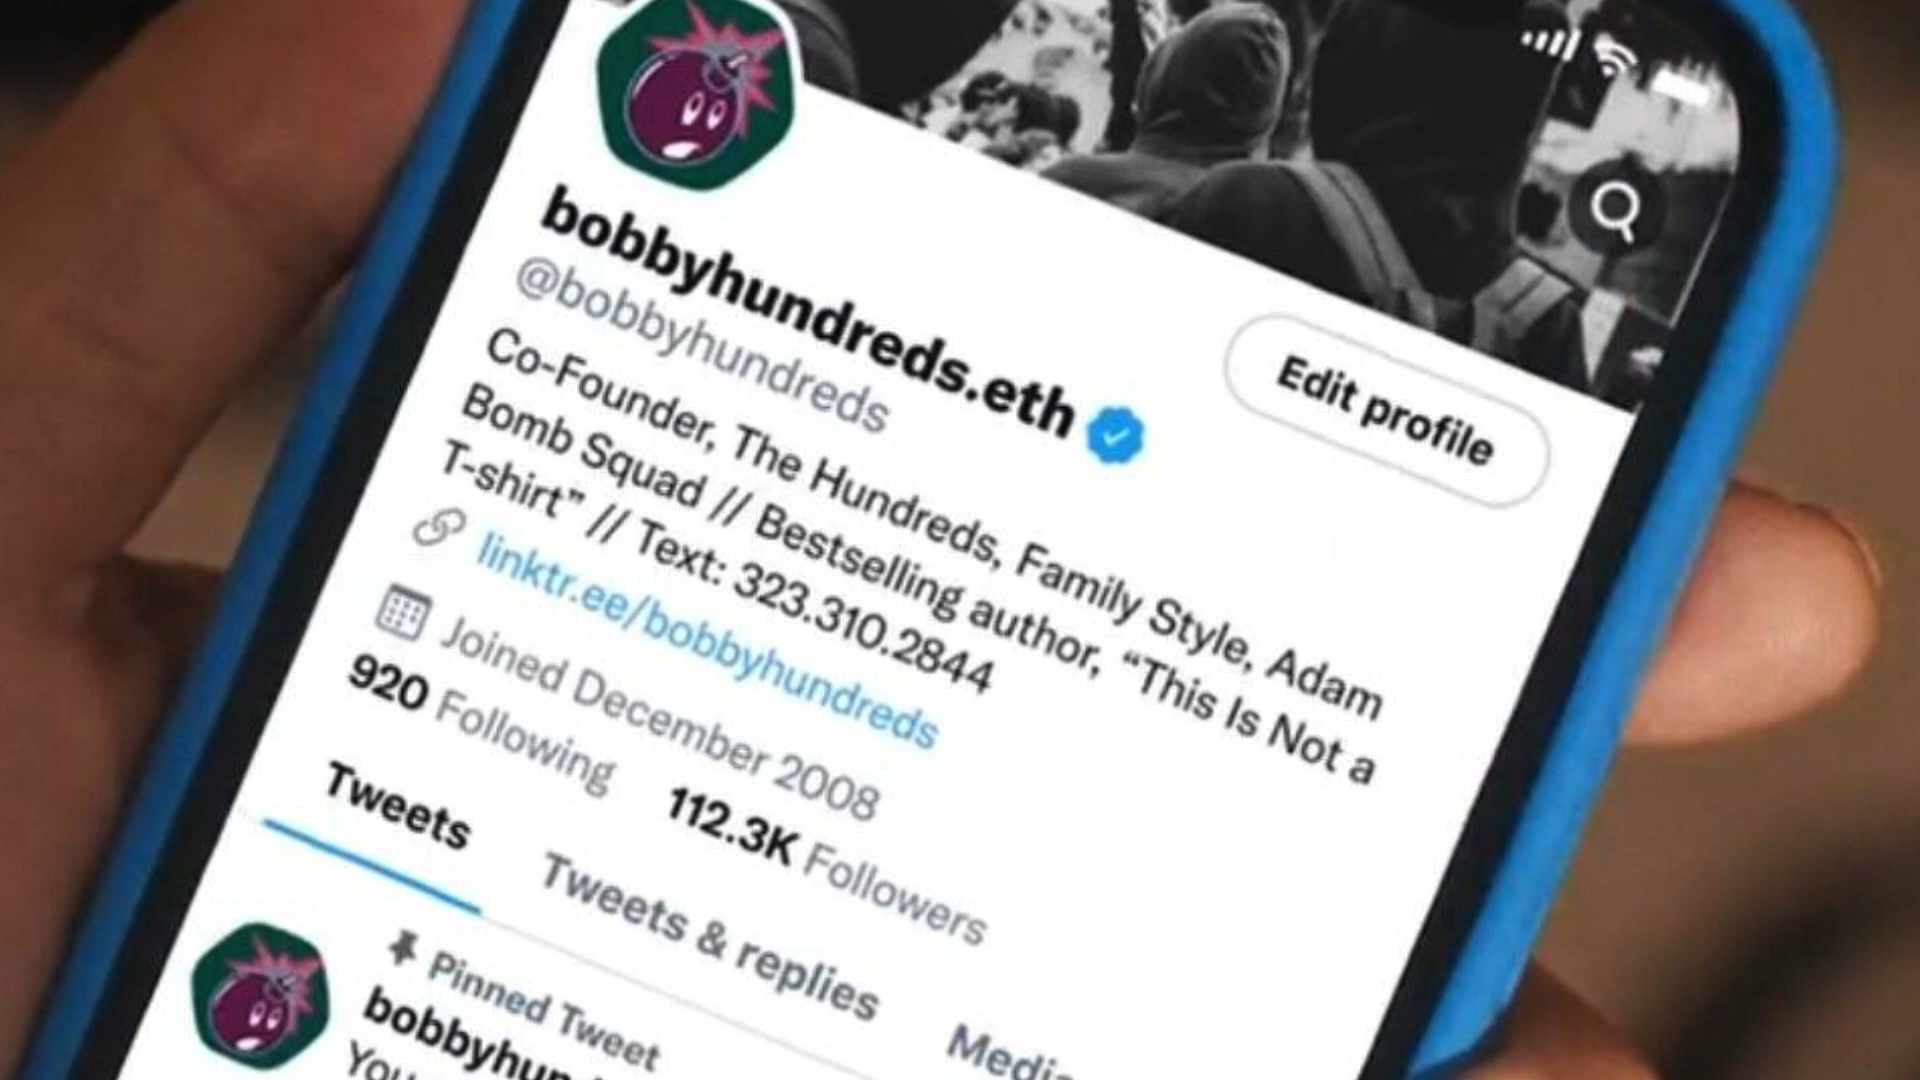 bobbyhundreds.eth
@bobbyhundreds
Edit profile
Co-Founder, The Hundreds, Family Style, Adam
Bomb Squad // Bestselling author, “This Is Not a
T-shirt” // Text: 323.310.2844
linktr.ee/bobbyhundreds
Joined December 2008
920 Following 112.3K Followers
Tweets Tweets & replies
Pinned Tweet